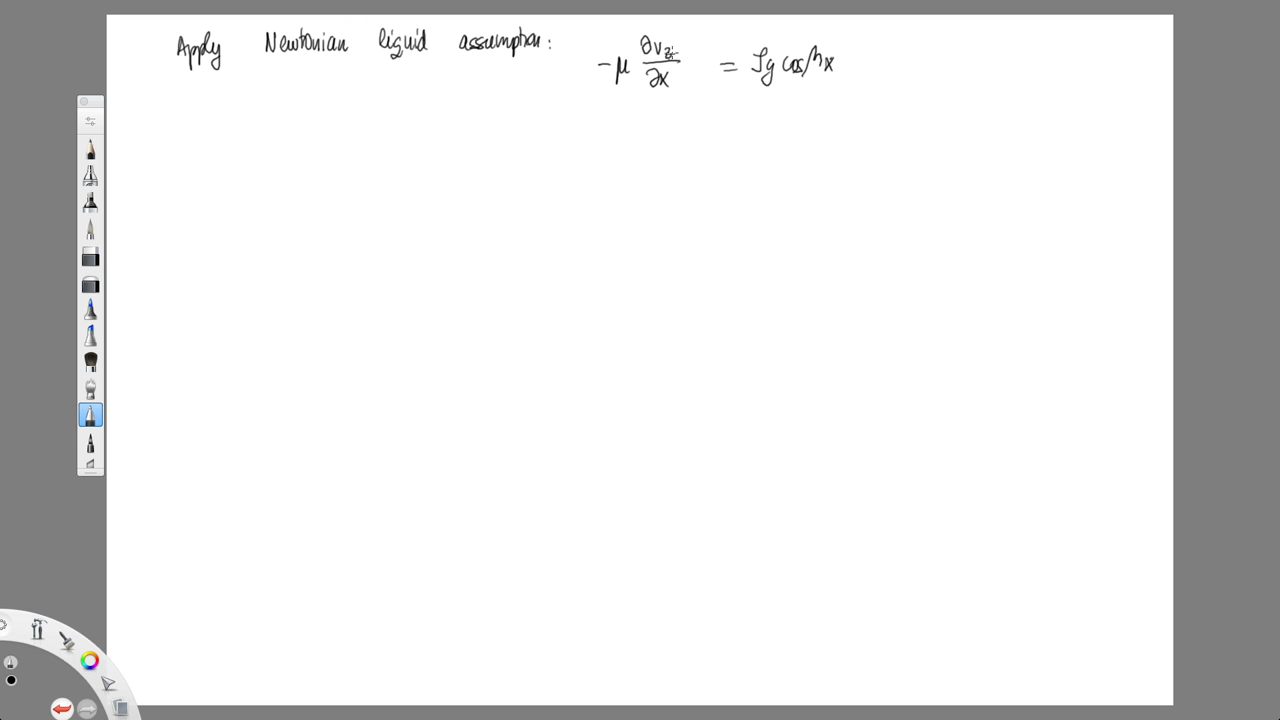 Apply Newtonian liquid assumption: -μ ∂v_z/∂x = ρg cosβ x